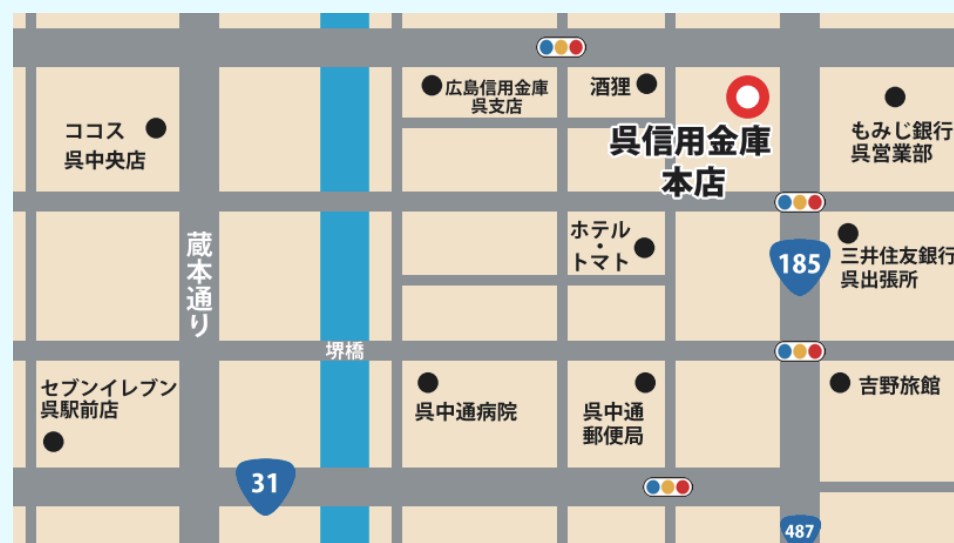 広島信用金庫
呉支店
酒狸
呉信用金庫
本店
もみじ銀行
呉営業部
ココス
呉中央店
蔵本通り
ホテル
・
トマト
185
三井住友銀行
呉出張所
堺橋
セブンイレブン
呉駅前店
呉中通病院
呉中通
郵便局
吉野旅館
31
487